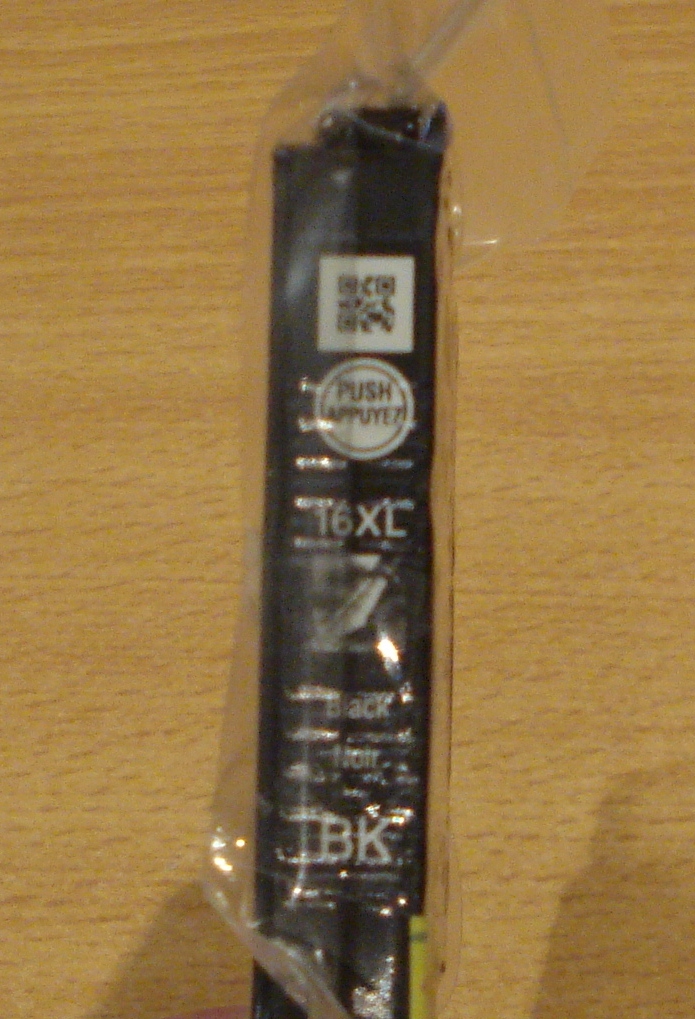 PUSH
APPUYEZ
16XL
Black
Noir
BK